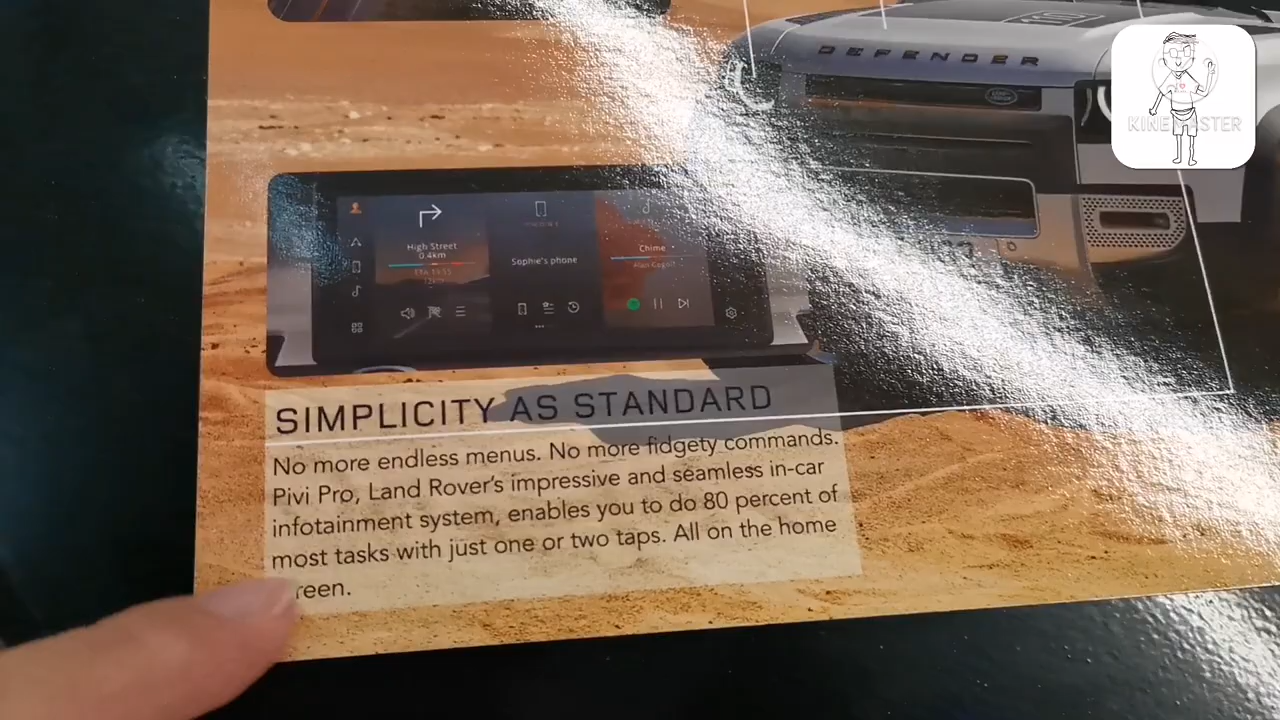 DEFENDER
High Street
0.4km
Sophie's phone
Chime
SIMPLICITY AS STANDARD
No more endless menus. No more fidgety commands.
Pivi Pro, Land Rover's impressive and seamless in-car
infotainment system, enables you to do 80 percent of
most tasks with just one or two taps. All on the home
reen.